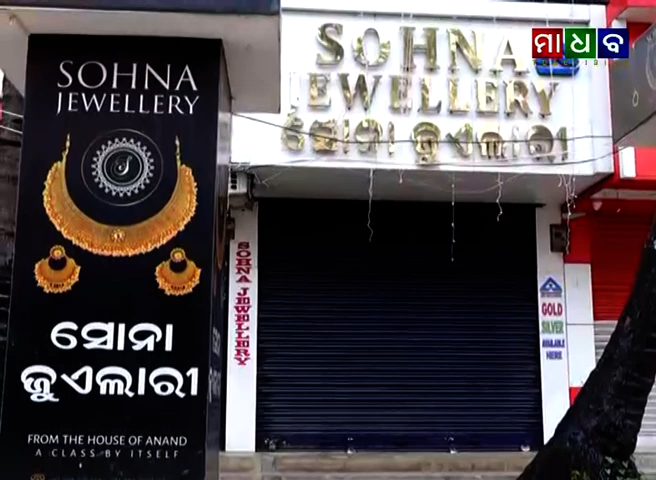 ମାଧବ
SOHNA
JEWELLERY
ସୋନା
ଜୁଏଲାରୀ
FROM THE HOUSE OF ANAND
A CLASS BY ITSELF
SOHNA
JEWELLERY
ସୋନା ଜୁଏଲାରୀ
SOHNA JEWELLERY
GOLD
SILVER
AVAILABLE
HERE